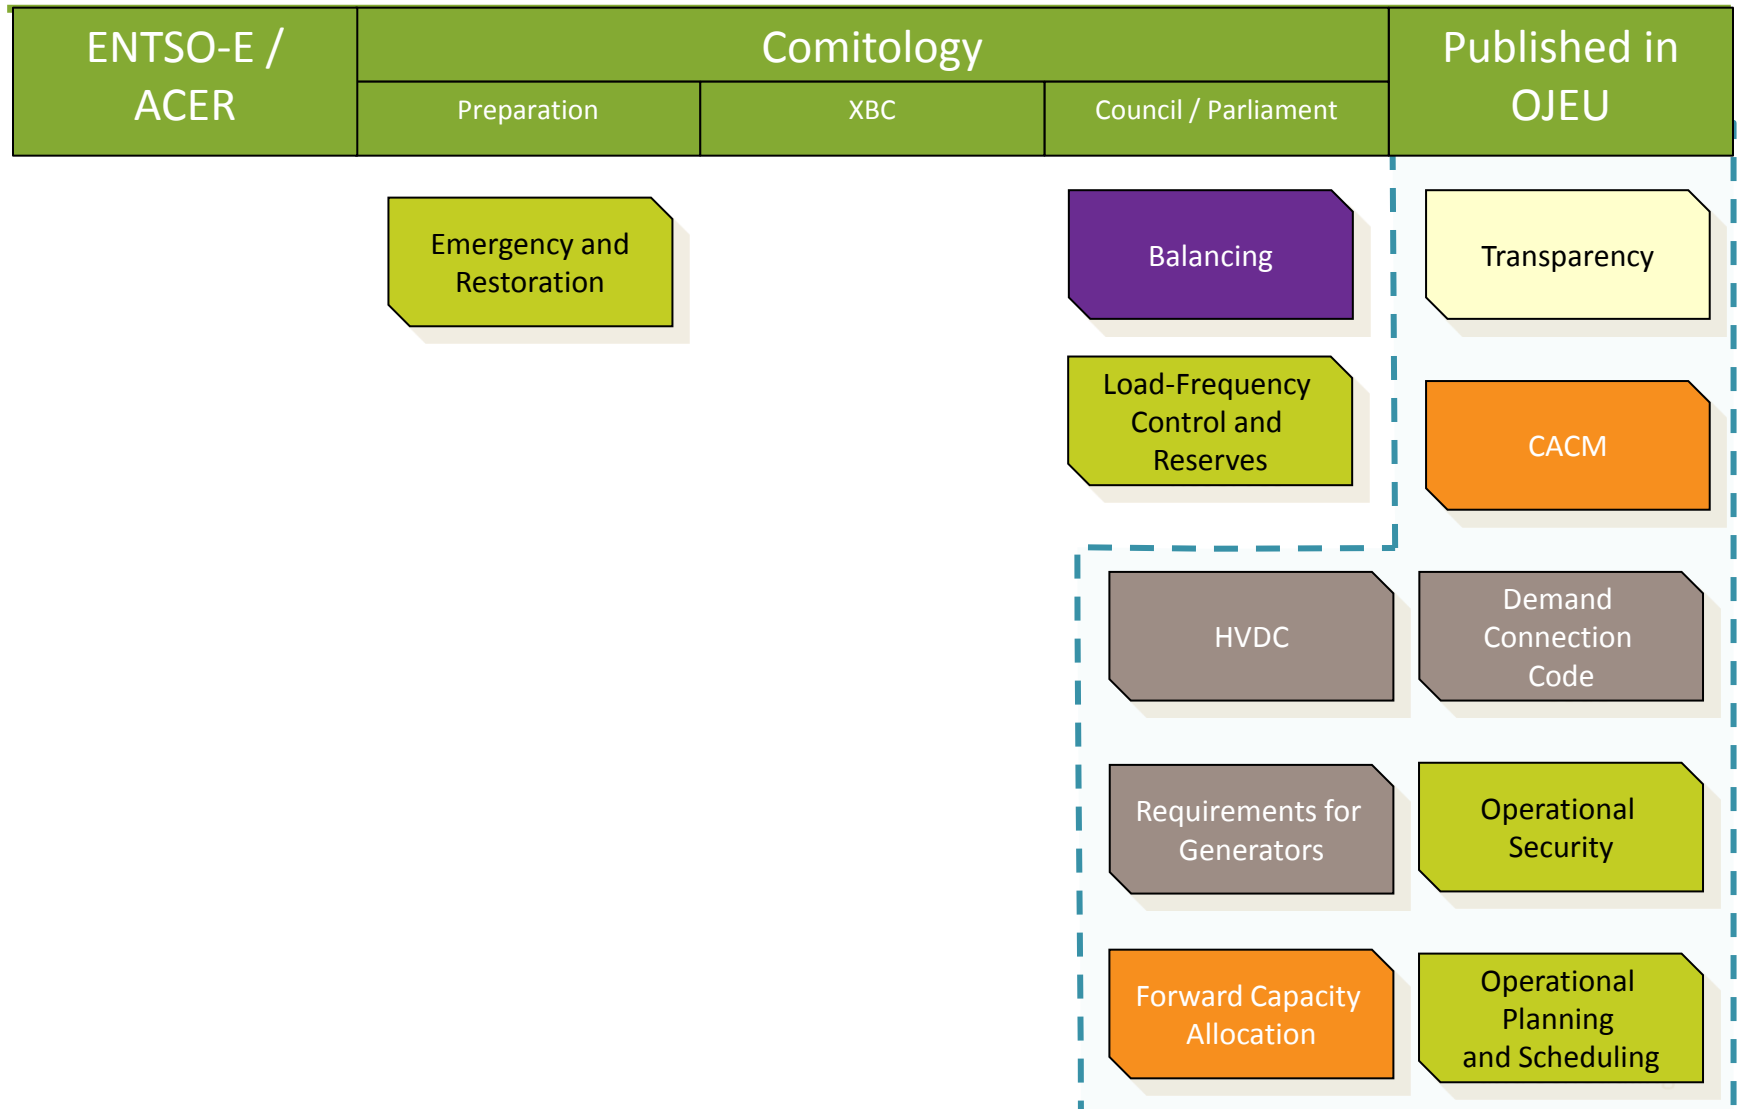 ENTSO-E /
ACER
Comitology
Published in
OJEU
Preparation
XBC
Council / Parliament
Emergency and
Restoration
Balancing
Transparency
Load-Frequency
Control and
Reserves
CACM
HVDC
Demand
Connection
Code
Requirements for
Generators
Operational
Security
Forward Capacity
Allocation
Operational
Planning
and Scheduling